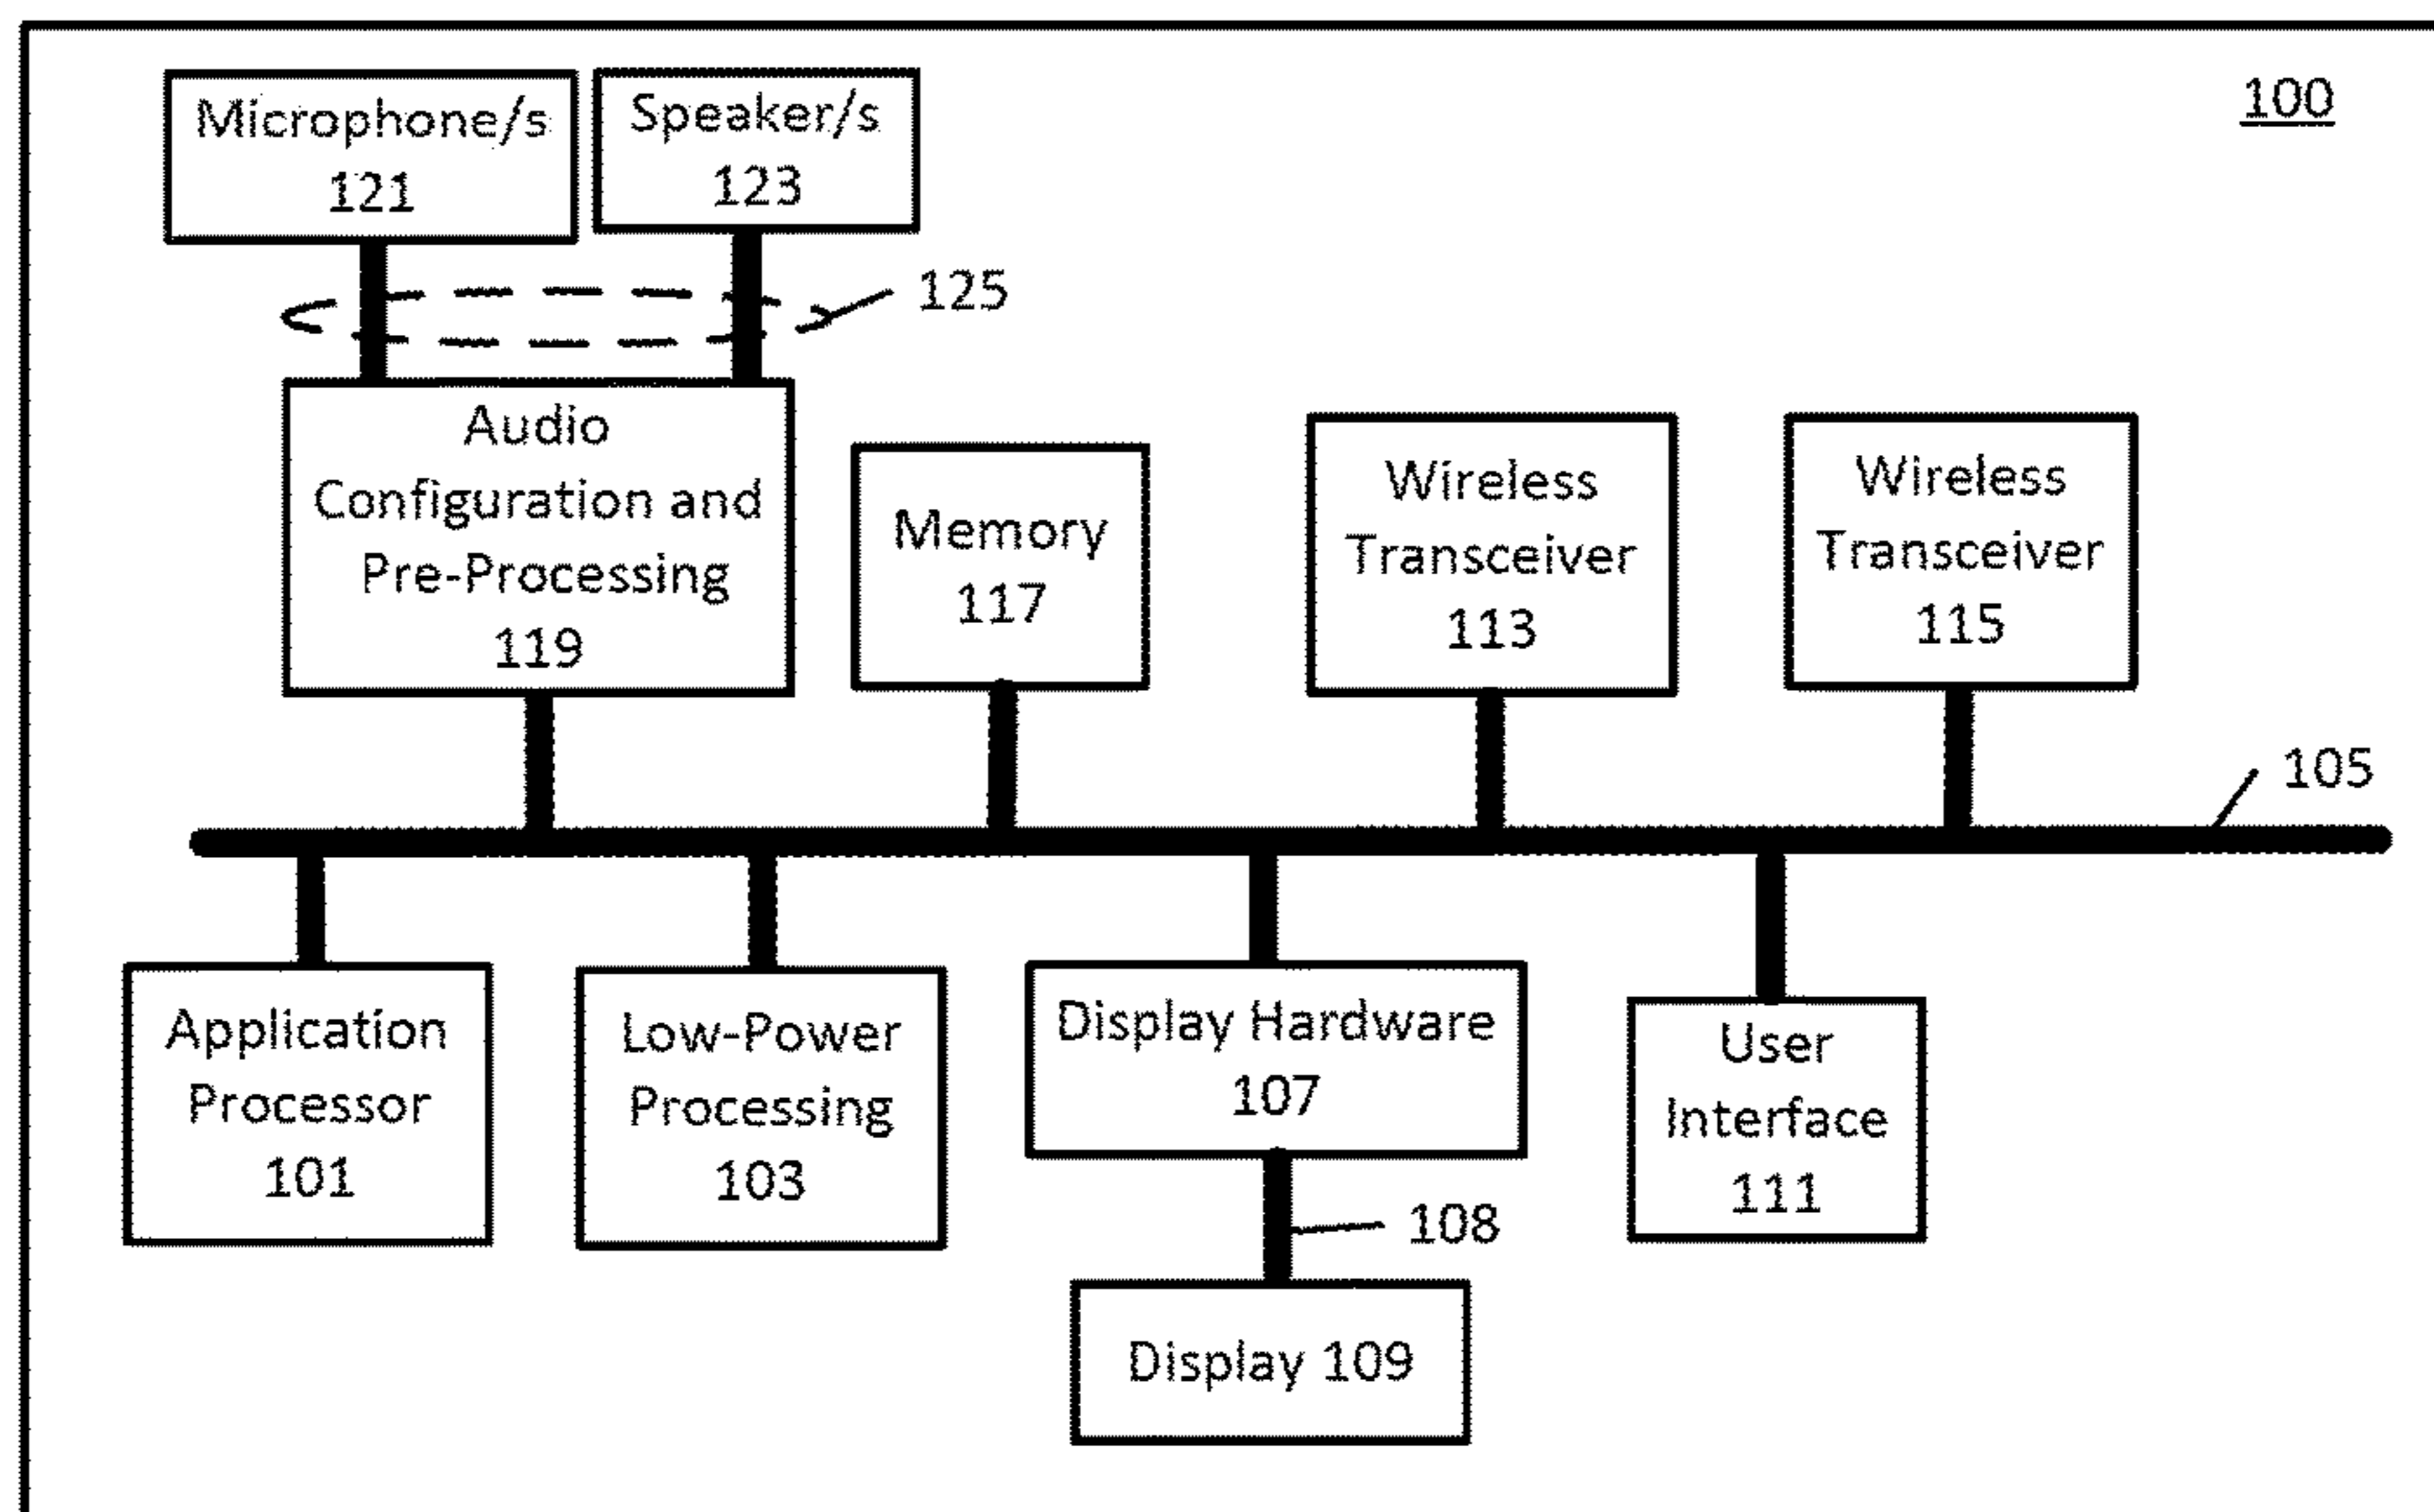 100
Microphone/s
121
Speaker/s
123
125
Audio
Configuration and
Pre-Processing
119
Memory
117
Wireless
Transceiver
113
Wireless
Transceiver
115
105
Application
Processor
101
Low-Power
Processing
103
Display Hardware
107
User
Interface
111
108
Display 109